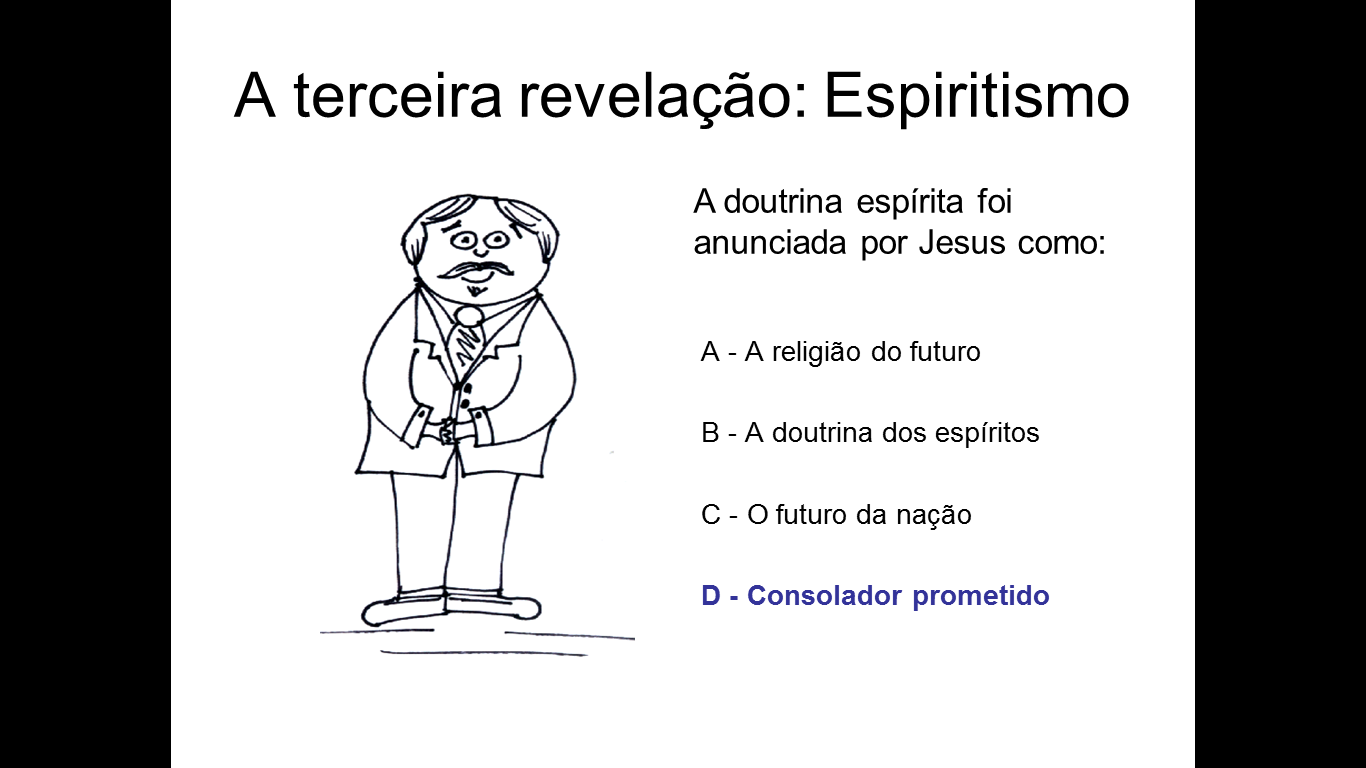 A terceira revelação: Espiritismo
A doutrina espírita foi
anunciada por Jesus como:
A - A religião do futuro
B - A doutrina dos espíritos
C - O futuro da nação
D - Consolador prometido